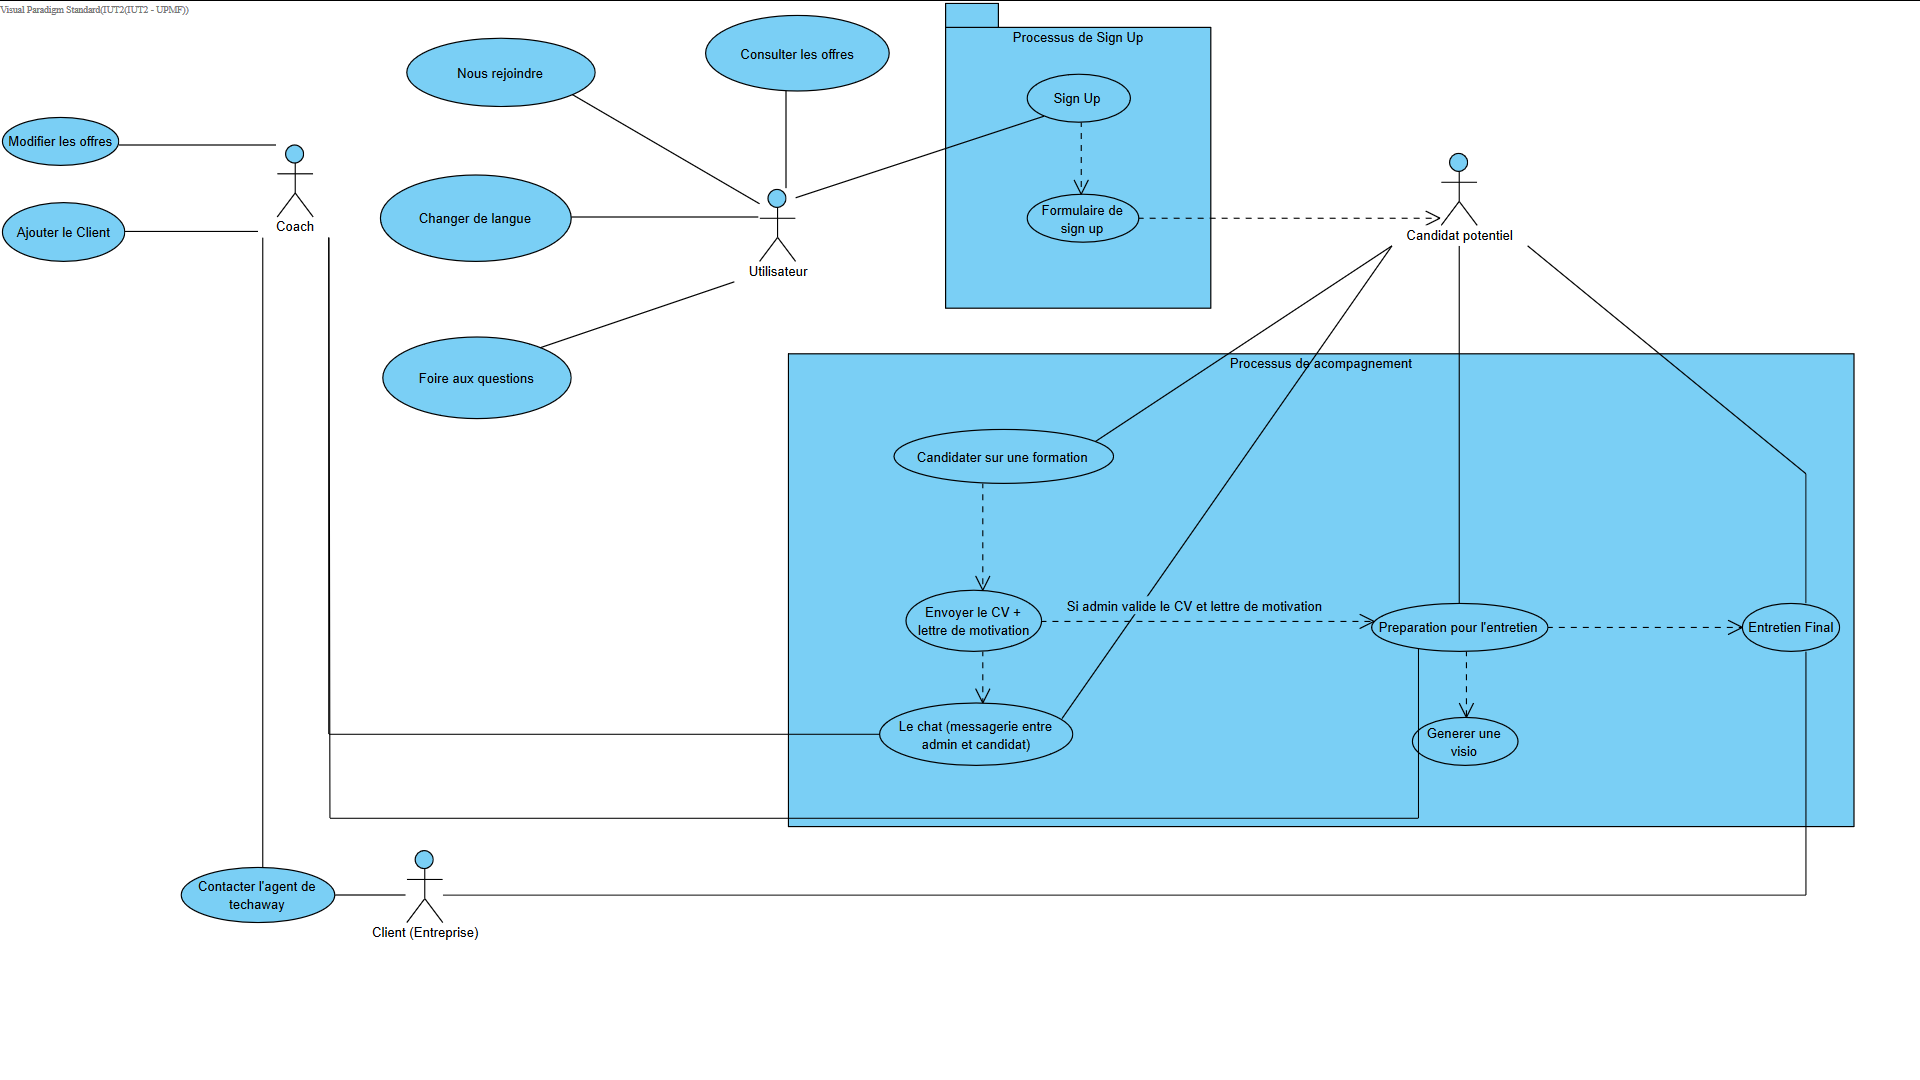 Visual Paradigm Standard(IUT2(IUT2 - UPMF))
Processus de Sign Up
Consulter les offres
Nous rejoindre
Sign Up
Modifier les offres
Formulaire de
sign up
Changer de langue
Coach
Ajouter le Client
Candidat potentiel
Utilisateur
Processus de acompagnement
Foire aux questions
Candidater sur une formation
Si admin valide le CV et lettre de motivation
Envoyer le CV +
lettre de motivation
Preparation pour l'entretien
Entretien Final
Le chat (messagerie entre
admin et candidat)
Generer une
visio
Contacter l'agent de
techaway
Client (Entreprise)